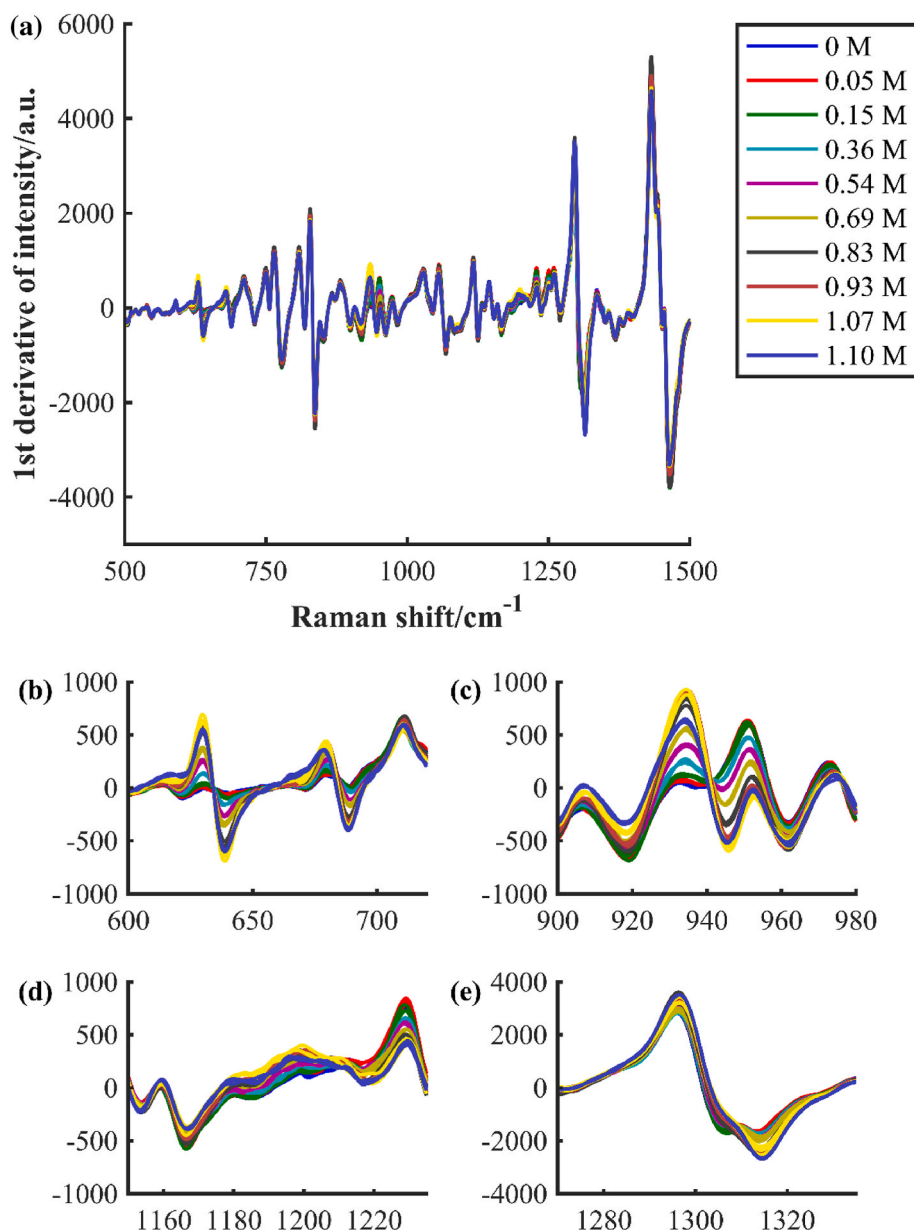 (a)
6000
4000
2000
0
-2000
-4000
1st derivative of intensity/a.u.
500 750 1000 1250 1500
Raman shift/cm⁻¹
0 M
0.05 M
0.15 M
0.36 M
0.54 M
0.69 M
0.83 M
0.93 M
1.07 M
1.10 M
(b)
1000
500
0
-500
-1000
600 650 700
(c)
1000
500
0
-500
-1000
900 920 940 960 980
(d)
1000
500
0
-500
-1000
1160 1180 1200 1220
(e)
4000
2000
0
-2000
-4000
1280 1300 1320